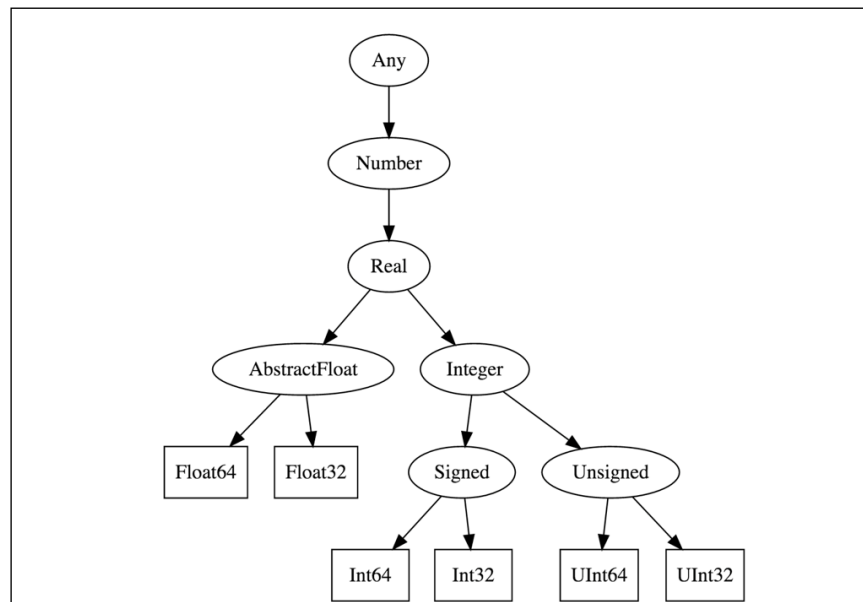 Any
Number
Real
AbstractFloat Integer
Float64 Float32 Signed Unsigned
Int64 Int32 UInt64 UInt32